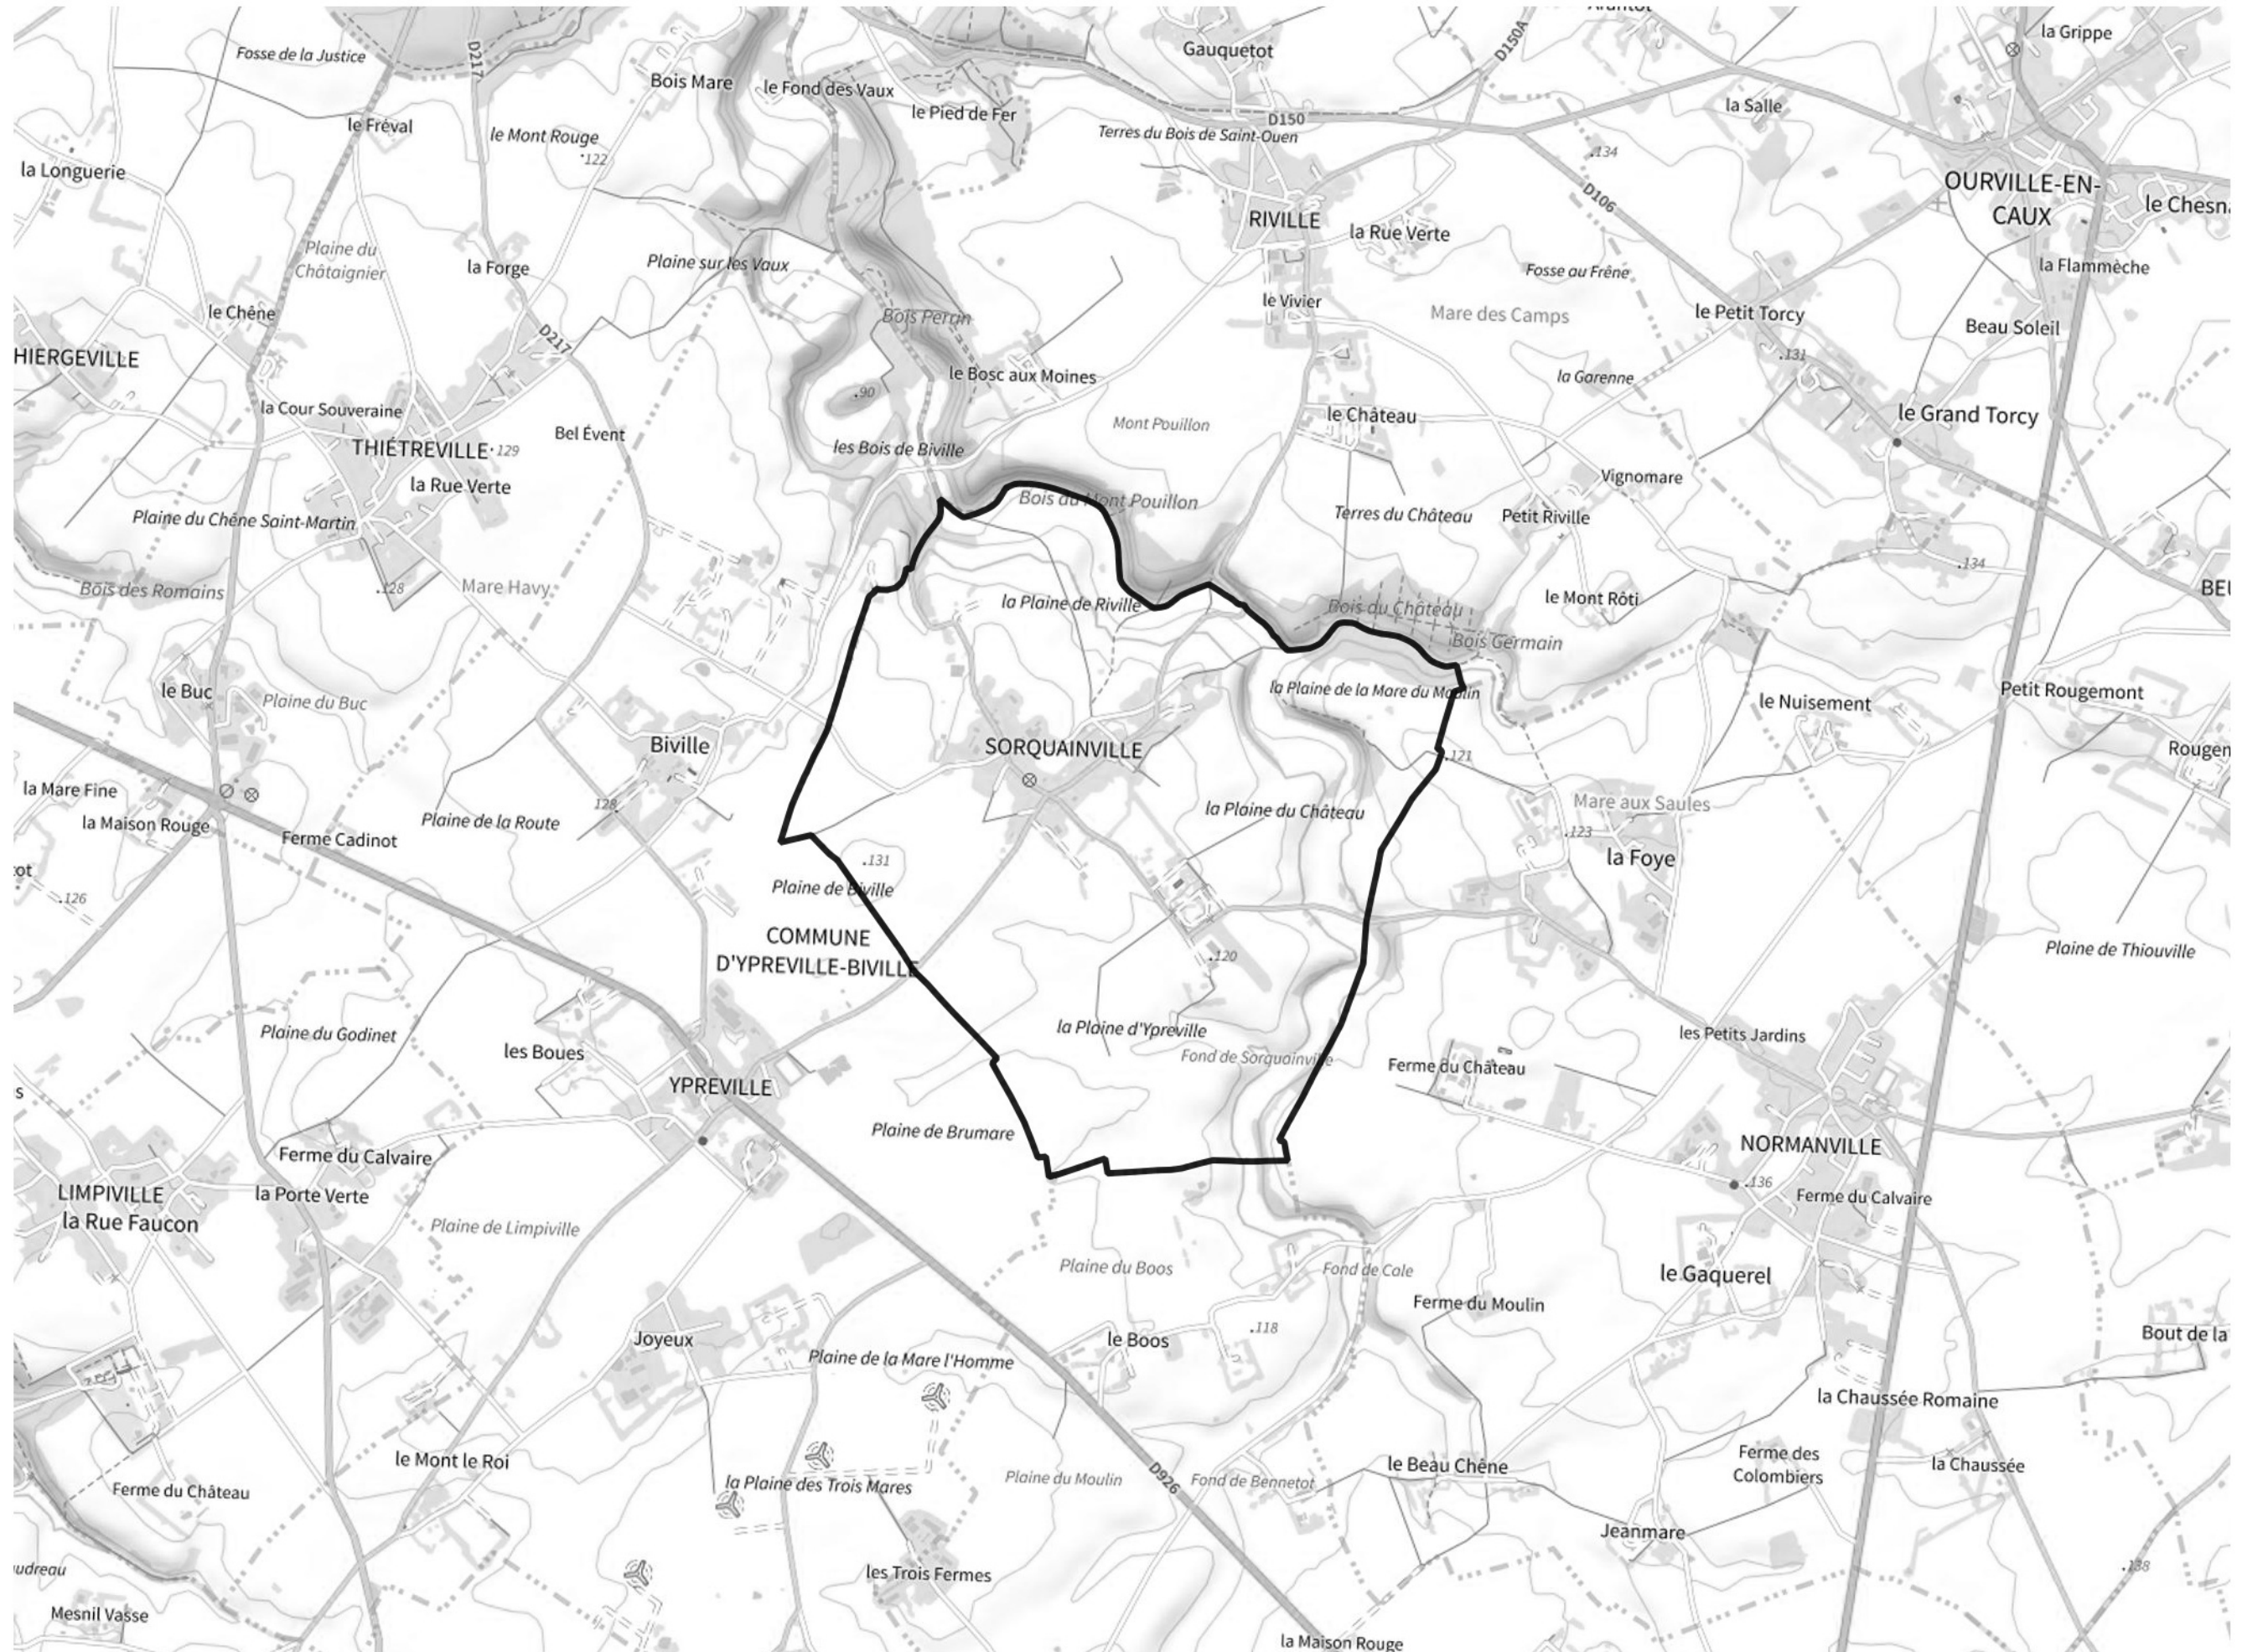 Fosse de la Justice
D217
Bois Mare
le Fond des Vaux
le Pied de Fer
Gauquetot
D150A
la Grippe
le Fréval
le Mont Rouge
.122
D150
Terres du Bois de Saint-Ouen
la Salle
.134
la Longuerie
D106
OURVILLE-EN-
CAUX
RIVILLE
la Rue Verte
Plaine du
Châtaignier
la Forge
Plaine sur les Vaux
Fosse au Frêne
la Flammèche
le Chêne
Bois Peran
le Vivier
Mare des Camps
le Petit Torcy
Beau Soleil
D217
.131
HIERGEVILLE
le Bosc aux Moines
la Garenne
.90
la Cour Souveraine
Mont Pouillon
le Château
le Grand Torcy
Bel Évent
THIÉTREVILLE
.129
les Bois de Biville
la Rue Verte
Vignomare
Bois du Mont Pouillon
Plaine du Chêne Saint-Martin
Terres du Château
Petit Riville
.134
Bois des Romains
.128
Mare Havy
la Plaine de Riville
Bois du Château
le Mont Rôti
Bois Germain
le Buc
Plaine du Buc
la Plaine de la Mare du Moulin
le Nuisement
Petit Rougemont
Biville
SORQUAINVILLE
.121
la Mare Fine
128
la Maison Rouge
Plaine de la Route
la Plaine du Château
Mare aux Saules
Ferme Cadinot
.123
la Foye
.131
Plaine de Biville
.126
COMMUNE
D'YPREVILLE-BIVILLE
.120
Plaine de Thiouville
Plaine du Godinet
la Plaine d'Ypreville
les Petits Jardins
les Boues
Fond de Sorquainville
Ferme du Château
YPREVILLE
Plaine de Brumare
NORMANVILLE
Ferme du Calvaire
.136
LIMPIVILLE
la Porte Verte
Ferme du Calvaire
la Rue Faucon
Plaine de Limpiville
Plaine du Boos
Fond de Cale
le Gaquerel
Ferme du Moulin
Joyeux
le Boos
.118
Bout de la
Plaine de la Mare l'Homme
la Chaussée Romaine
le Mont le Roi
Ferme des
Colombiers
la Chaussée
D926
le Beau Chêne
Ferme du Château
la Plaine des Trois Mares
Plaine du Moulin
Fond de Bennetot
Jeanmare
les Trois Fermes
.138
Mesnil Vasse
la Maison Rouge